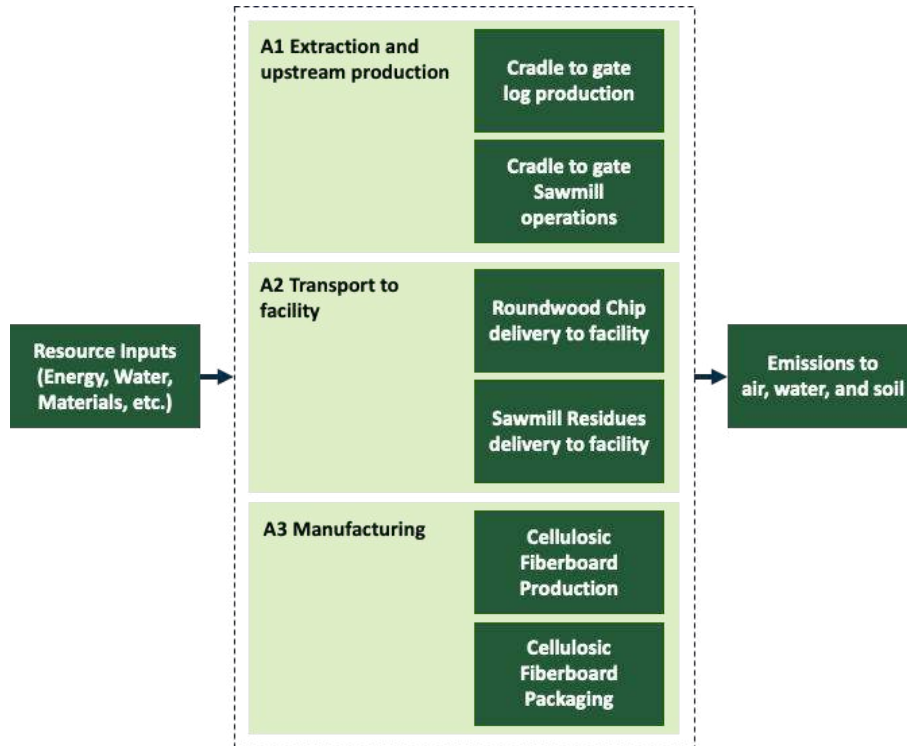 A1 Extraction and
upstream production
Cradle to gate
log production
Cradle to gate
Sawmill
operations
A2 Transport to
facility
Roundwood Chip
delivery to facility
Sawmill Residues
delivery to facility
Resource Inputs
(Energy, Water,
Materials, etc.)
Emissions to
air, water, and soil
A3 Manufacturing
Cellulosic
Fiberboard
Production
Cellulosic
Fiberboard
Packaging